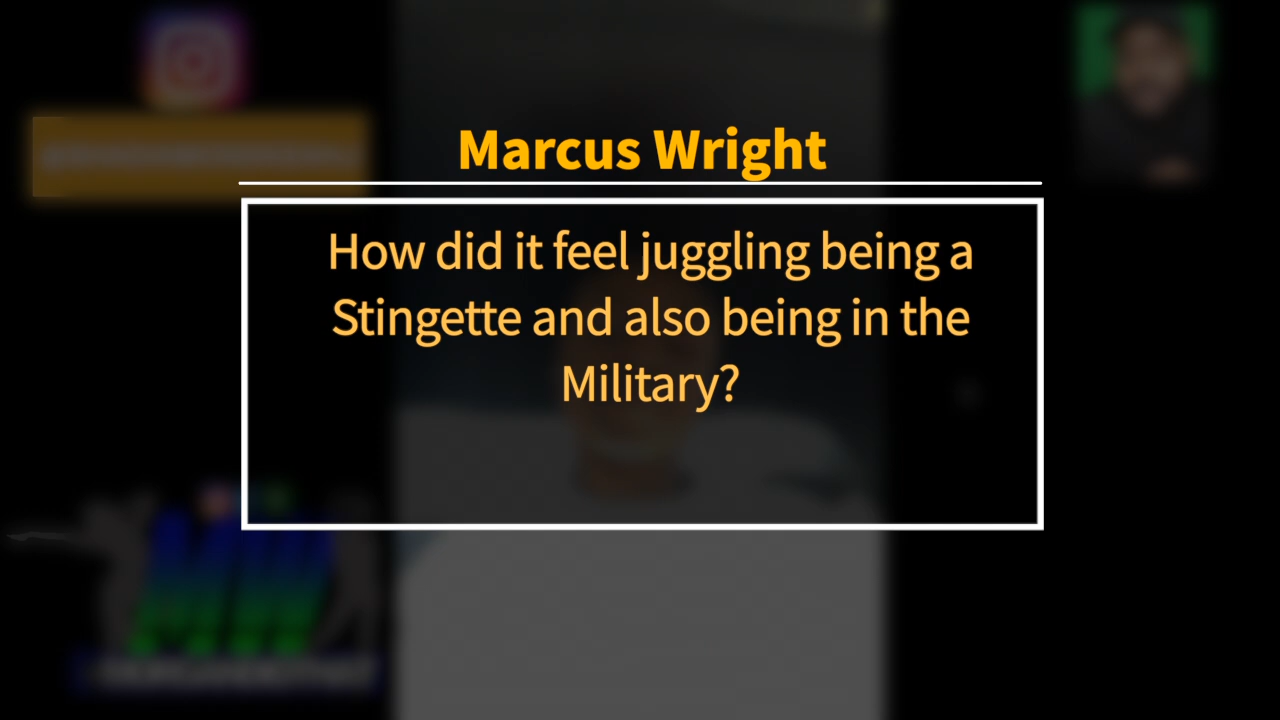 Marcus Wright
How did it feel juggling being a
Stingette and also being in the
Military?